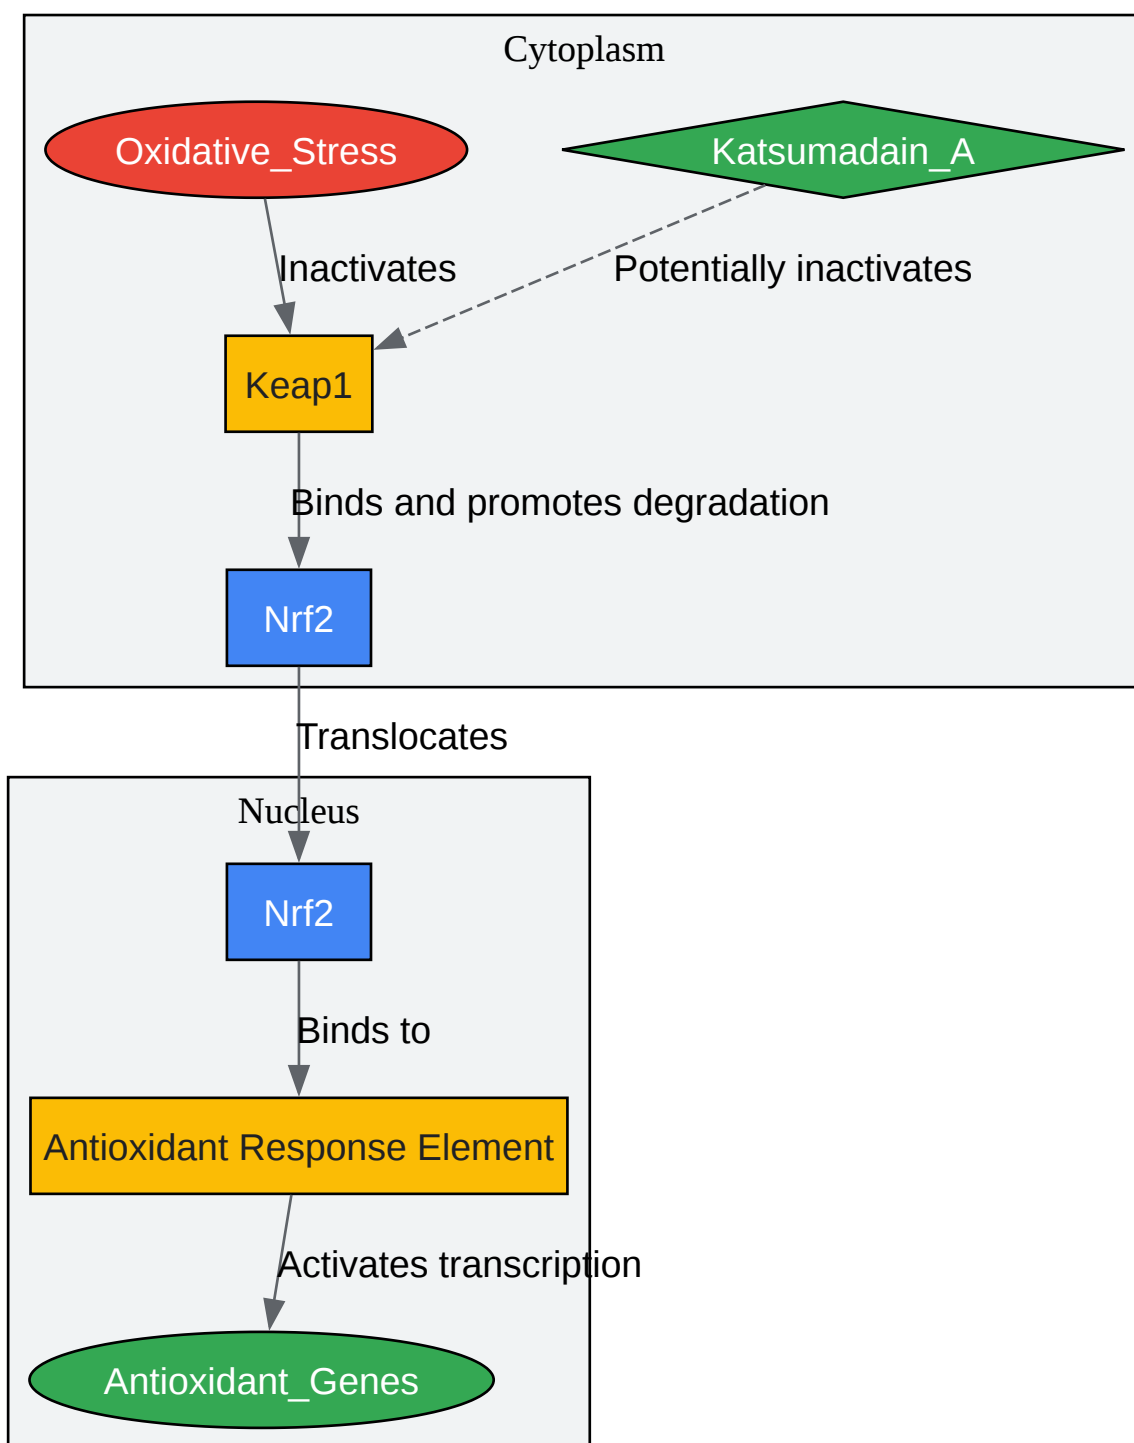 Cytoplasm
Oxidative_Stress
Katsumadain_A
Inactivates
Potentially inactivates
Keap1
Binds and promotes degradation
Nrf2
Translocates
Nucleus
Nrf2
Binds to
Antioxidant Response Element
Activates transcription
Antioxidant_Genes